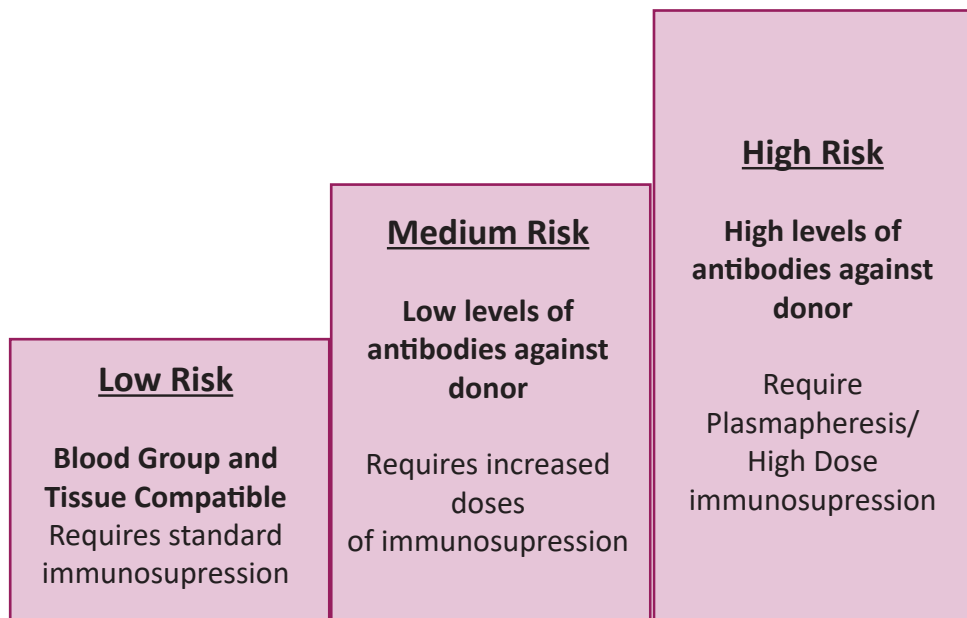 Low Risk
Blood Group and
Tissue Compatible
Requires standard
immunosupression
Medium Risk
Low levels of
antibodies against
donor
Requires increased
doses
of immunosupression
High Risk
High levels of
antibodies against
donor
Require
Plasmapheresis/
High Dose
immunosupression